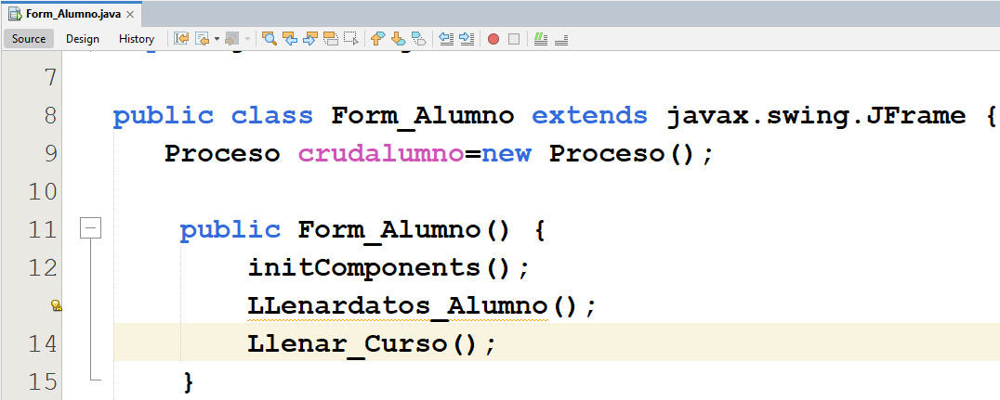 Form_Alumno.java
Source Design History
7
8 public class Form_Alumno extends javax.swing.JFrame {
9 Proceso crudalumno=new Proceso();
10
11 public Form_Alumno() {
12 initComponents();
LLenardatos_Alumno();
14 Llenar_Curso();
15 }